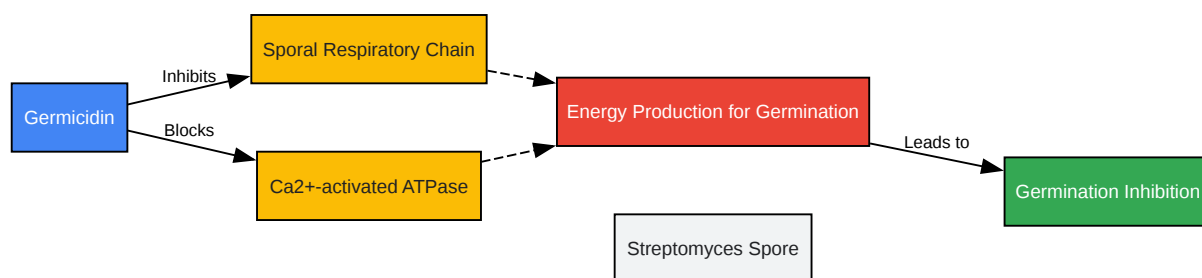 Germicidin
Inhibits
Blocks
Sporal Respiratory Chain
Ca2+-activated ATPase
Energy Production for Germination
Leads to
Germination Inhibition
Streptomyces Spore